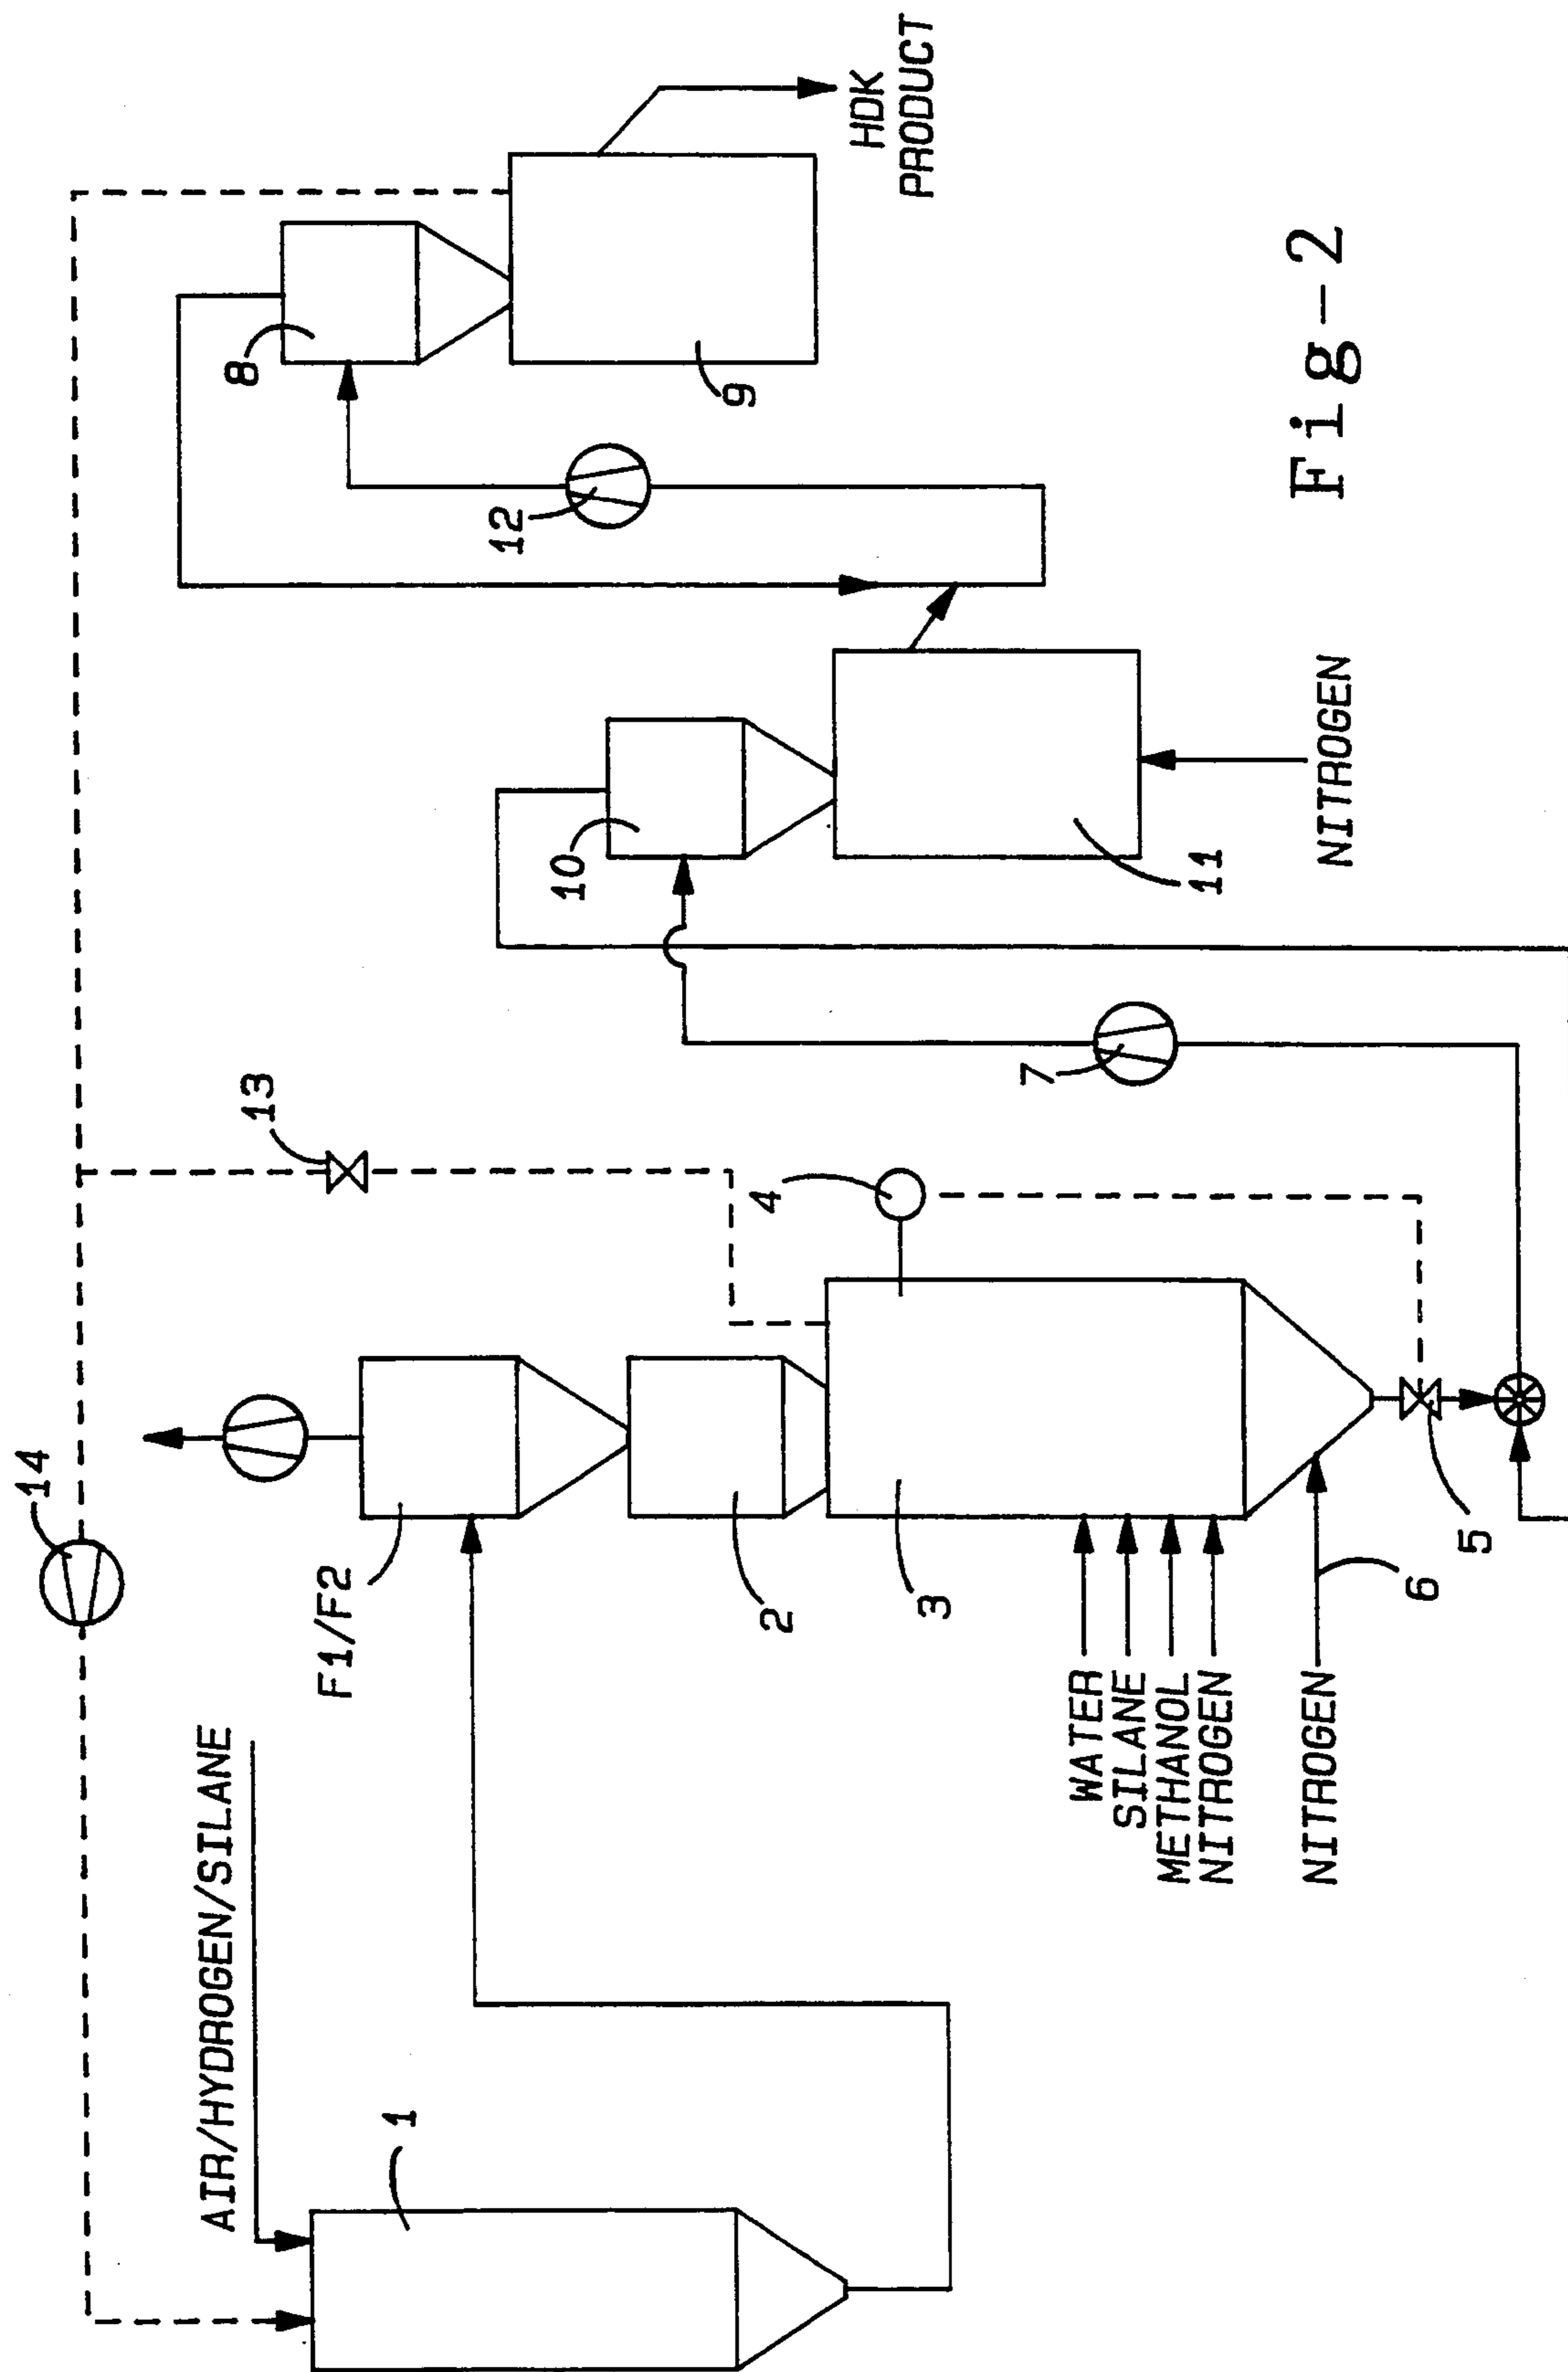 AIR/HYDROGEN/SILANE
14
13
1
F1/F2
2
3
4
WATER
SILANE
METHANOL
NITROGEN
NITROGEN
6
5
7
10
11
NITROGEN
12
8
9
HDK
PRODUCT
Fig-2